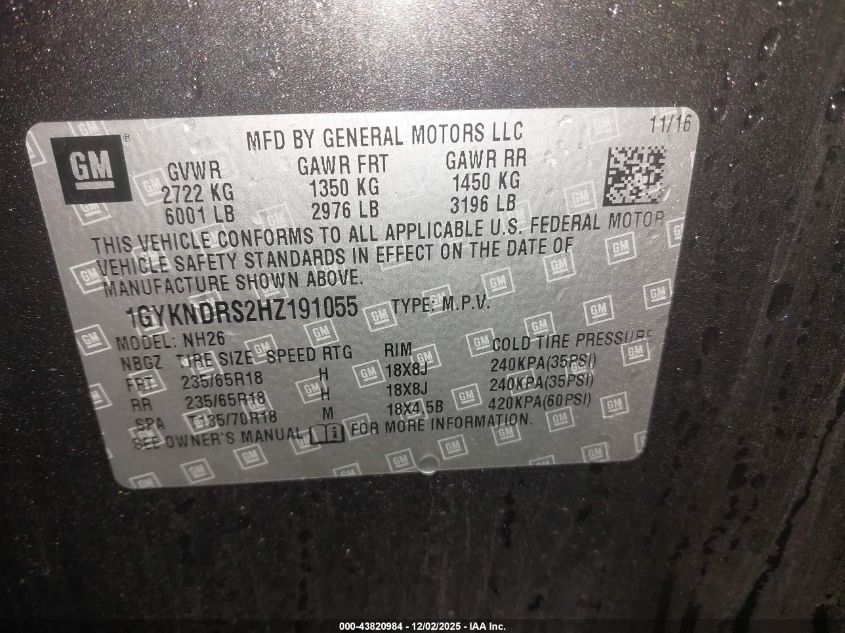 GM ®
MFD BY GENERAL MOTORS LLC 11/16
GVWR GAWR FRT GAWR RR
2722 KG 1350 KG 1450 KG
6001 LB 2976 LB 3196 LB
THIS VEHICLE CONFORMS TO ALL APPLICABLE U.S. FEDERAL MOTOR
VEHICLE SAFETY STANDARDS IN EFFECT ON THE DATE OF
MANUFACTURE SHOWN ABOVE.
1GYKNDRS2HZ191055 TYPE: M.P.V.
MODEL: NH26
NBGZ TIRE SIZE SPEED RTG RIM COLD TIRE PRESSURE
FRT 235/65R18 H 18X8J 240KPA(35PSI)
RR 235/65R18 H 18X8J 240KPA(35PSI)
SPA T135/70R18 M 18X4.5B 420KPA(60PSI)
SEE OWNER'S MANUAL FOR MORE INFORMATION.
000-43820984 - 12/02/2025 - IAA Inc.